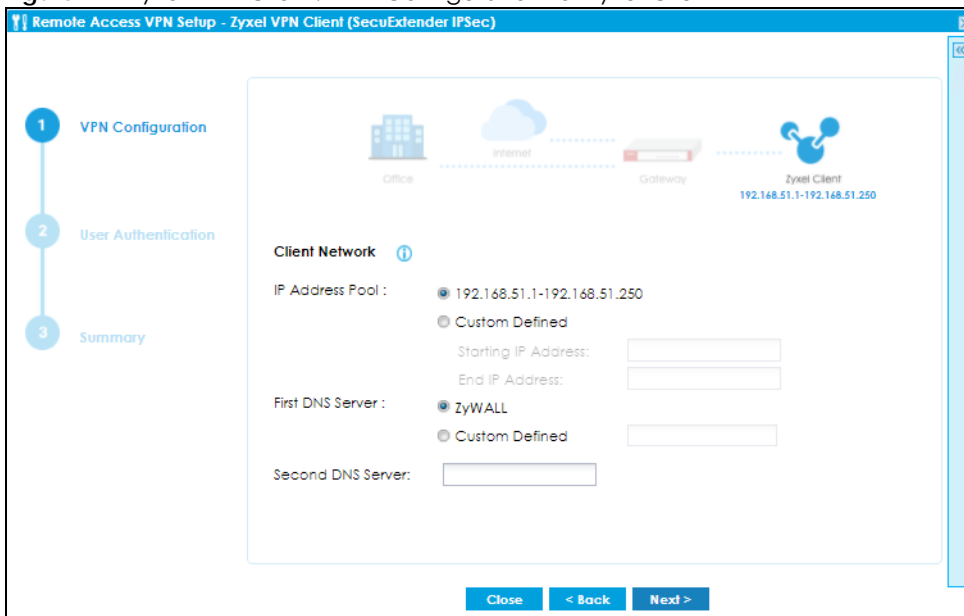 Remote Access VPN Setup - Zyxel VPN Client (SecuExtender IPSec)
1 VPN Configuration
2 User Authentication
3 Summary
Office
Internet
Gateway
Zyxel Client
192.168.51.1-192.168.51.250
Client Network
IP Address Pool :
192.168.51.1-192.168.51.250
Custom Defined
Starting IP Address:
End IP Address:
First DNS Server :
ZyWALL
Custom Defined
Second DNS Server:
Close
< Back
Next >